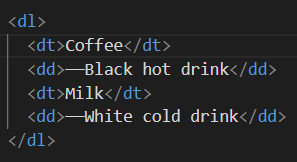 <dl>
<dt>Coffee</dt>
<dd>——Black hot drink</dd>
<dt>Milk</dt>
<dd>——White cold drink</dd>
</dl>